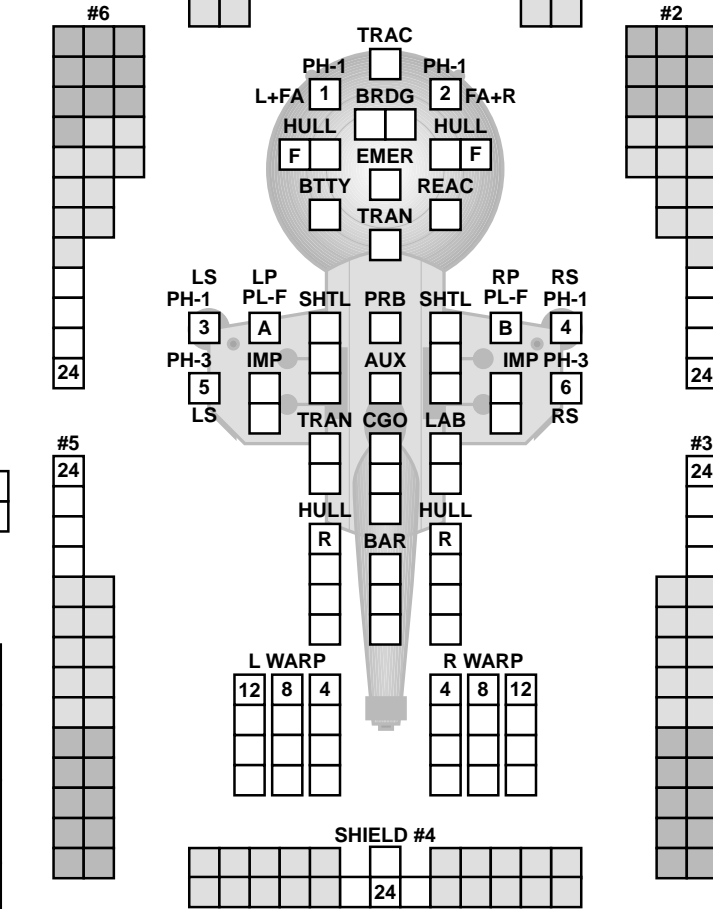 #6 #2
TRAC
PH-1 PH-1
L+FA 1 BRDG 2 FA+R
HULL HULL
F EMER F
BTTY REAC
TRAN
LS LP RP RS
PH-1 PL-F SHTL PRB SHTL PL-F PH-1
3 A B 4
PH-3 IMP AUX IMP PH-3
24 5 6 24
LS TRAN CGO LAB RS
#5 #3
24 24
HULL HULL
R BAR R
L WARP R WARP
12 8 4 4 8 12
SHIELD #4
24